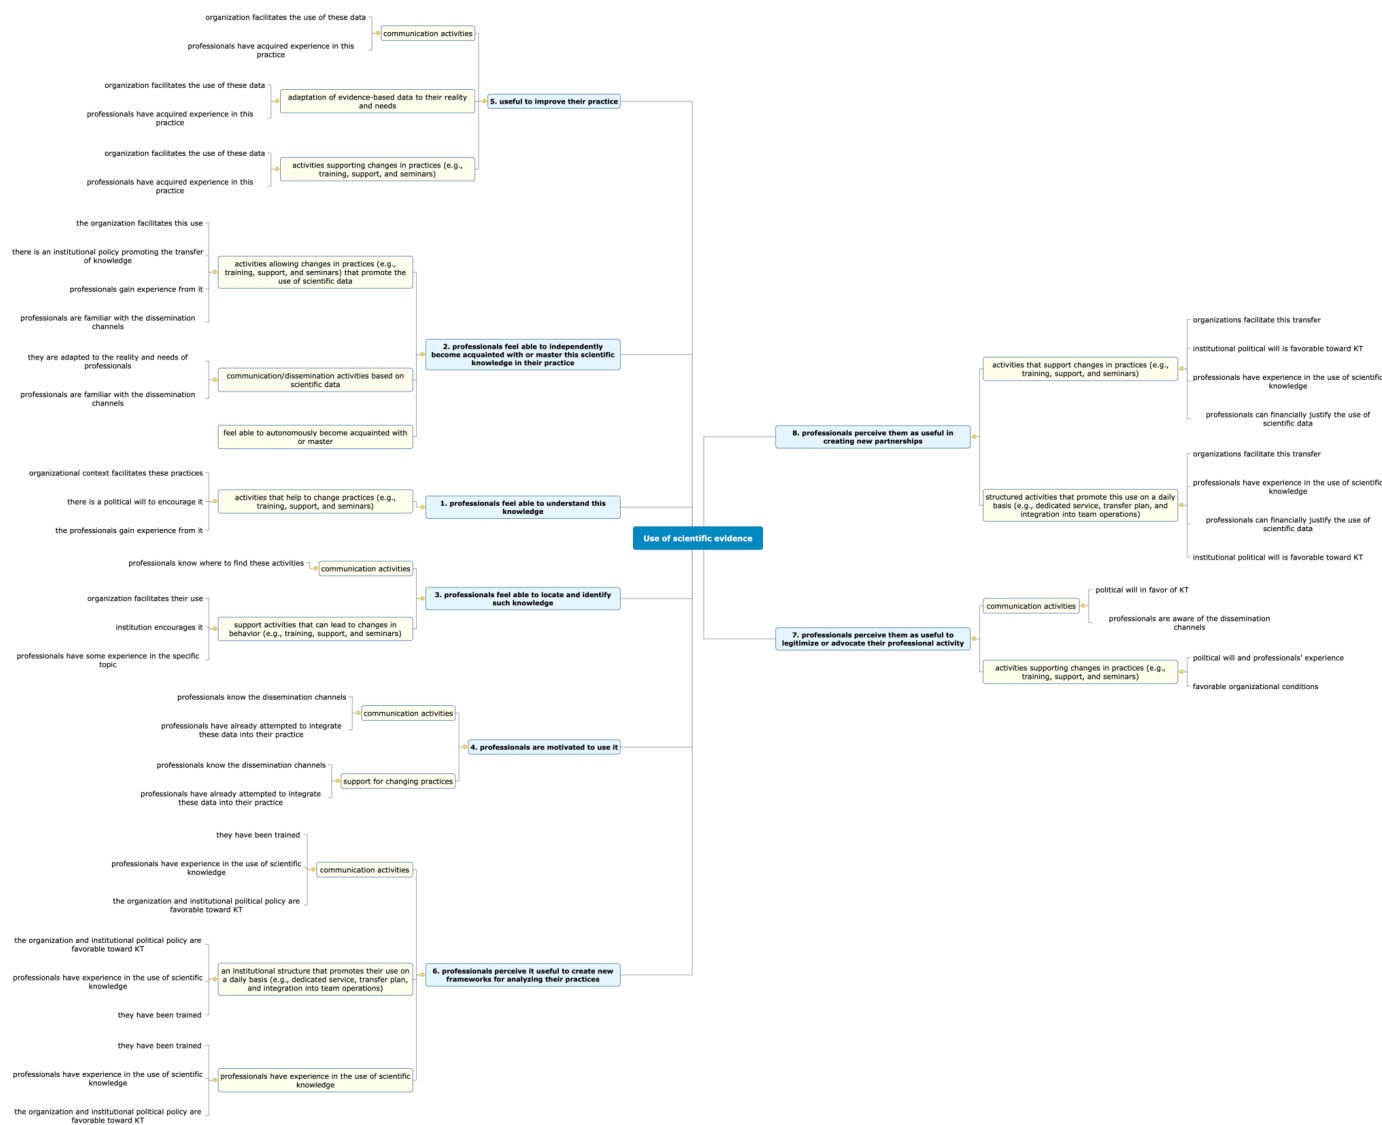 organization facilitates the use of these data
communication activities
professionals have acquired experience in this
practice
organization facilitates the use of these data
adaptation of evidence-based data to their reality
and needs
professionals have acquired experience in this
practice
5. useful to improve their practice
organization facilitates the use of these data
activities supporting changes in practices (e.g.,
training, support, and seminars)
professionals have acquired experience in this
practice
the organization facilitates this use
there is an institutional policy promoting the transfer
of knowledge
activities allowing changes in practices (e.g.,
training, support, and seminars) that promote the
use of scientific data
professionals gain experience from it
professionals are familiar with the dissemination
channels
2. professionals feel able to independently
become acquainted with or master this scientific
knowledge in their practice
they are adapted to the reality and needs of
professionals
communication/dissemination activities based on
scientific data
professionals are familiar with the dissemination
channels
feel able to autonomously become acquainted with
or master
organizational context facilitates these practices
there is a political will to encourage it
activities that help to change practices (e.g.,
training, support, and seminars)
1. professionals feel able to understand this
knowledge
the professionals gain experience from it
Use of scientific evidence
professionals know where to find these activities
communication activities
3. professionals feel able to locate and identify
such knowledge
organization facilitates their use
institution encourages it
support activities that can lead to changes in
behavior (e.g., training, support, and seminars)
professionals have some experience in the specific
topic
professionals know the dissemination channels
communication activities
professionals have already attempted to integrate
these data into their practice
4. professionals are motivated to use it
professionals know the dissemination channels
support for changing practices
professionals have already attempted to integrate
these data into their practice
they have been trained
professionals have experience in the use of scientific
knowledge
communication activities
the organization and institutional political policy are
favorable toward KT
the organization and institutional political policy are
favorable toward KT
an institutional structure that promotes their use on
a daily basis (e.g., dedicated service, transfer plan,
and integration into team operations)
6. professionals perceive it useful to create new
frameworks for analyzing their practices
professionals have experience in the use of scientific
knowledge
they have been trained
they have been trained
professionals have experience in the use of scientific
knowledge
professionals have experience in the use of scientific
knowledge
the organization and institutional political policy are
favorable toward KT
organizations facilitate this transfer
institutional political will is favorable toward KT
activities that support changes in practices (e.g.,
training, support, and seminars)
professionals have experience in the use of scientific
knowledge
professionals can financially justify the use of
scientific data
8. professionals perceive them as useful in
creating new partnerships
organizations facilitate this transfer
professionals have experience in the use of scientific
knowledge
structured activities that promote this use on a daily
basis (e.g., dedicated service, transfer plan, and
integration into team operations)
professionals can financially justify the use of
scientific data
institutional political will is favorable toward KT
political will in favor of KT
communication activities
professionals are aware of the dissemination
channels
7. professionals perceive them as useful to
legitimize or advocate their professional activity
political will and professionals' experience
activities supporting changes in practices (e.g.,
training, support, and seminars)
favorable organizational conditions